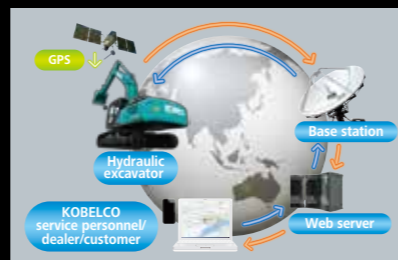 GPS
Base station
Hydraulic
excavator
KOBELCO
service personnel/
dealer/customer
Web server